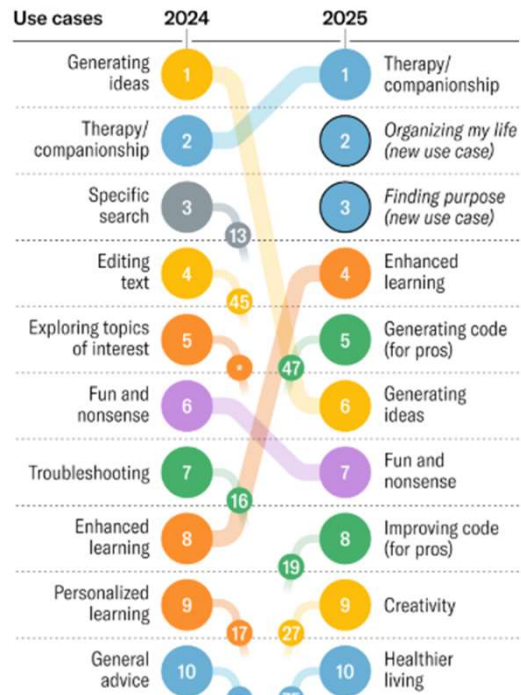 Use cases 2024 2025
Generating
ideas
1
1
Therapy/
companionship
Therapy/
companionship
2
2
Organizing my life
(new use case)
Specific
search
3
13
3
Finding purpose
(new use case)
Editing
text
4
45
4
Enhanced
learning
Exploring topics
of interest
5
*
47
5
Generating code
(for pros)
Fun and
nonsense
6
6
Generating
ideas
Troubleshooting
7
16
7
Fun and
nonsense
Enhanced
learning
8
19
8
Improving code
(for pros)
Personalized
learning
9
17
27
9
Creativity
General
advice
10
10
Healthier
living